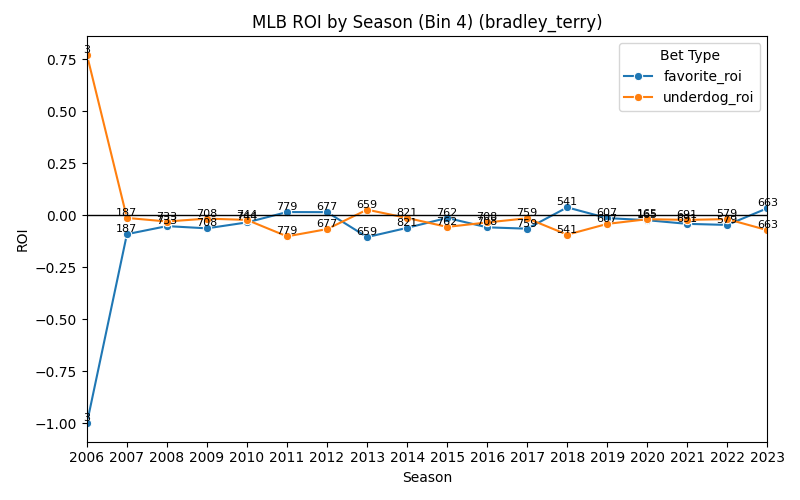 MLB ROI by Season (Bin 4) (bradley_terry)
Bet Type
favorite_roi
underdog_roi
ROI
0.75
0.50
0.25
0.00
−0.25
−0.50
−0.75
−1.00
3 187 733 708 744 779 677 659 821 762 708 759 541 607 165 691 579 663
3 187 733 708 744 779 677 659 821 762 708 759 541 607 165 691 579 663
2006 2007 2008 2009 2010 2011 2012 2013 2014 2015 2016 2017 2018 2019 2020 2021 2022 2023
Season